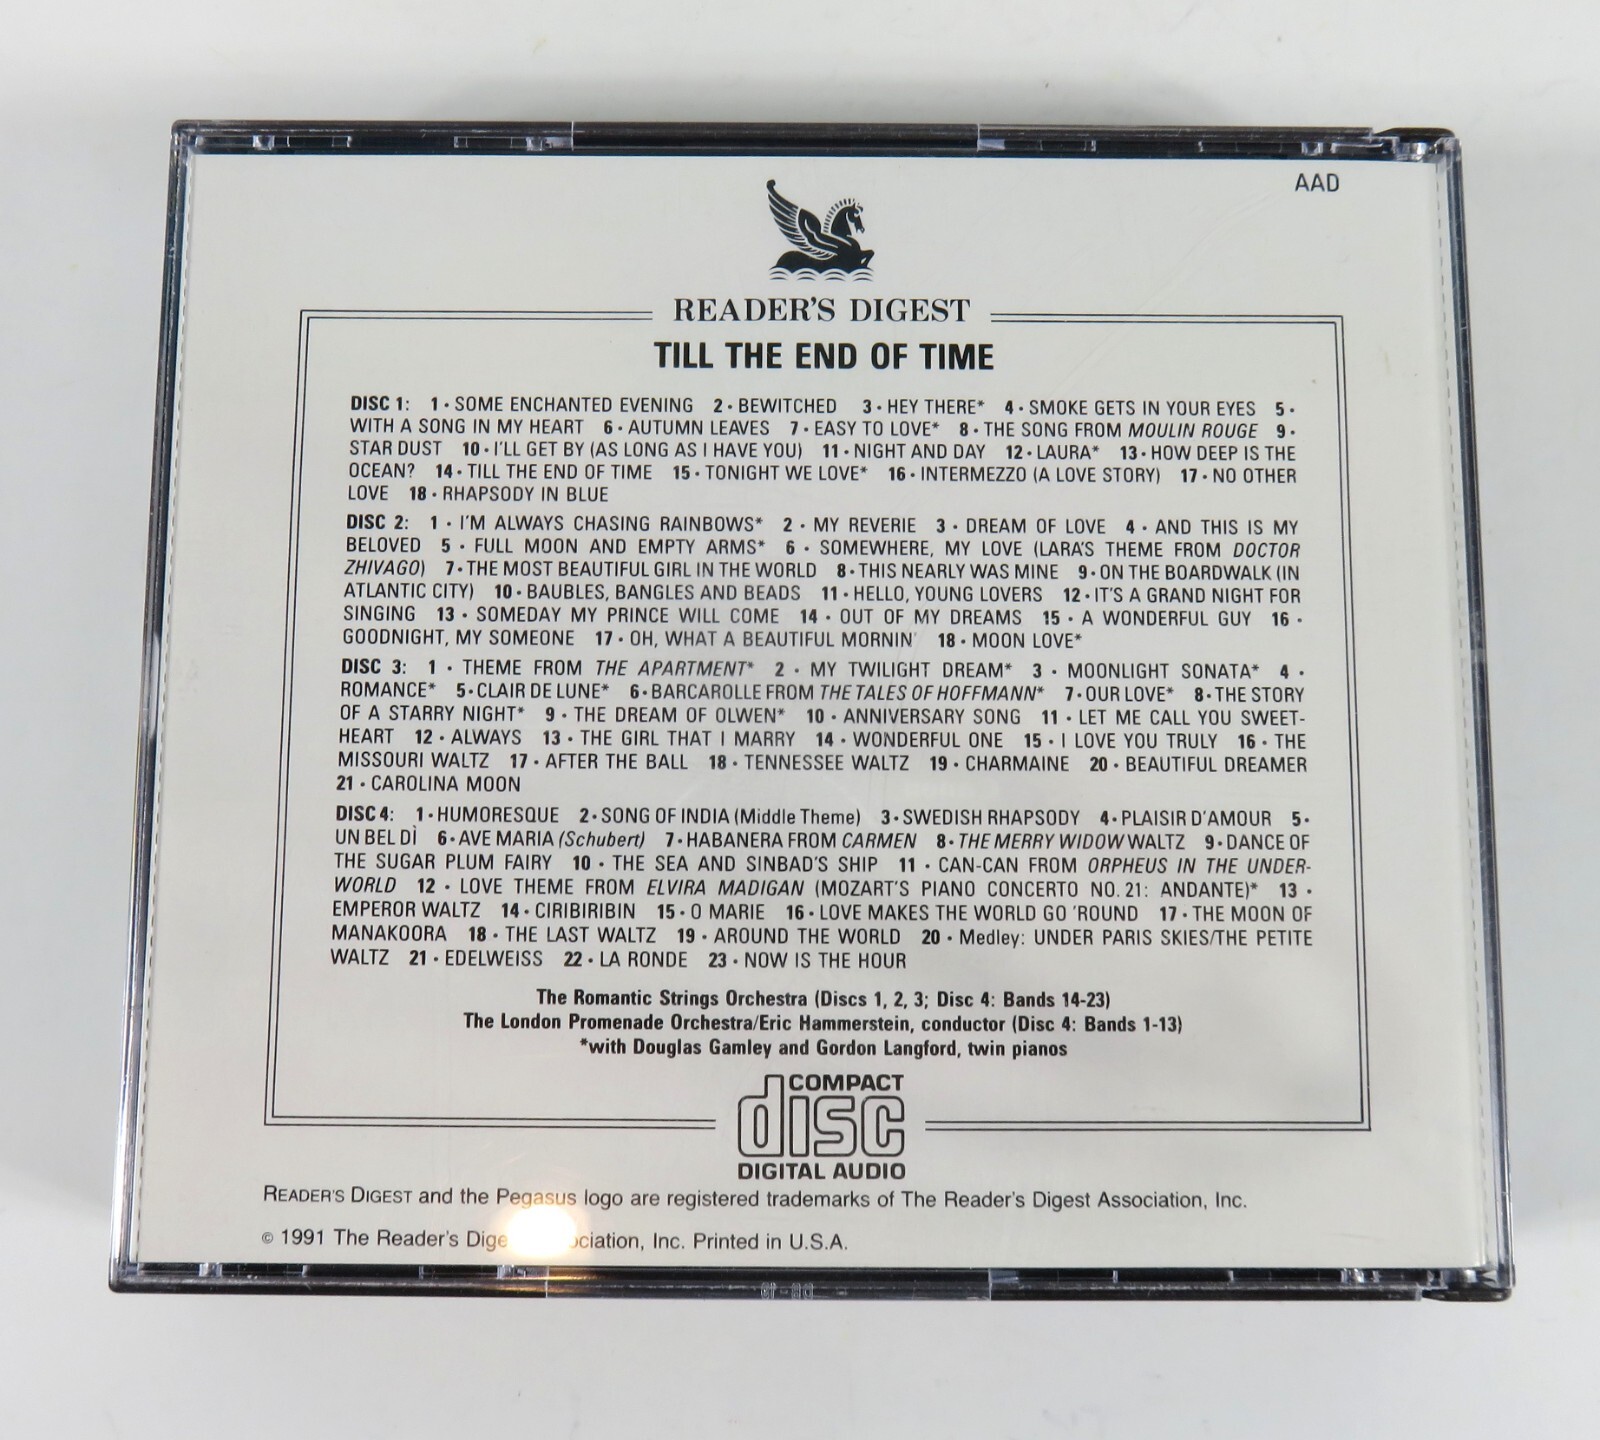 AAD
READER'S DIGEST
TILL THE END OF TIME
DISC 1: 1 • SOME ENCHANTED EVENING 2 • BEWITCHED 3 • HEY THERE* 4 • SMOKE GETS IN YOUR EYES 5 •
WITH A SONG IN MY HEART 6 • AUTUMN LEAVES 7 • EASY TO LOVE* 8 • THE SONG FROM MOULIN ROUGE 9 •
STAR DUST 10 • I'LL GET BY (AS LONG AS I HAVE YOU) 11 • NIGHT AND DAY 12 • LAURA* 13 • HOW DEEP IS THE
OCEAN? 14 • TILL THE END OF TIME 15 • TONIGHT WE LOVE* 16 • INTERMEZZO (A LOVE STORY) 17 • NO OTHER
LOVE 18 • RHAPSODY IN BLUE
DISC 2: 1 • I'M ALWAYS CHASING RAINBOWS* 2 • MY REVERIE 3 • DREAM OF LOVE 4 • AND THIS IS MY
BELOVED 5 • FULL MOON AND EMPTY ARMS* 6 • SOMEWHERE, MY LOVE (LARA'S THEME FROM DOCTOR
ZHIVAGO) 7 • THE MOST BEAUTIFUL GIRL IN THE WORLD 8 • THIS NEARLY WAS MINE 9 • ON THE BOARDWALK (IN
ATLANTIC CITY) 10 • BAUBLES, BANGLES AND BEADS 11 • HELLO, YOUNG LOVERS 12 • IT'S A GRAND NIGHT FOR
SINGING 13 • SOMEDAY MY PRINCE WILL COME 14 • OUT OF MY DREAMS 15 • A WONDERFUL GUY 16 •
GOODNIGHT, MY SOMEONE 17 • OH, WHAT A BEAUTIFUL MORNIN' 18 • MOON LOVE*
DISC 3: 1 • THEME FROM THE APARTMENT* 2 • MY TWILIGHT DREAM* 3 • MOONLIGHT SONATA* 4 •
ROMANCE* 5 • CLAIR DE LUNE* 6 • BARCAROLLE FROM THE TALES OF HOFFMANN* 7 • OUR LOVE* 8 • THE STORY
OF A STARRY NIGHT* 9 • THE DREAM OF OLWEN* 10 • ANNIVERSARY SONG 11 • LET ME CALL YOU SWEET-
HEART 12 • ALWAYS 13 • THE GIRL THAT I MARRY 14 • WONDERFUL ONE 15 • I LOVE YOU TRULY 16 • THE
MISSOURI WALTZ 17 • AFTER THE BALL 18 • TENNESSEE WALTZ 19 • CHARMAINE 20 • BEAUTIFUL DREAMER
21 • CAROLINA MOON
DISC 4: 1 • HUMORESQUE 2 • SONG OF INDIA (Middle Theme) 3 • SWEDISH RHAPSODY 4 • PLAISIR D'AMOUR 5 •
UN BEL DÌ 6 • AVE MARIA (Schubert) 7 • HABANERA FROM CARMEN 8 • THE MERRY WIDOW WALTZ 9 • DANCE OF
THE SUGAR PLUM FAIRY 10 • THE SEA AND SINBAD'S SHIP 11 • CAN-CAN FROM ORPHEUS IN THE UNDER-
WORLD 12 • LOVE THEME FROM ELVIRA MADIGAN (MOZART'S PIANO CONCERTO NO. 21: ANDANTE)* 13 •
EMPEROR WALTZ 14 • CIRIBIRIBIN 15 • O MARIE 16 • LOVE MAKES THE WORLD GO 'ROUND 17 • THE MOON OF
MANAKOORA 18 • THE LAST WALTZ 19 • AROUND THE WORLD 20 • Medley: UNDER PARIS SKIES/THE PETITE
WALTZ 21 • EDELWEISS 22 • LA RONDE 23 • NOW IS THE HOUR
The Romantic Strings Orchestra (Discs 1, 2, 3; Disc 4: Bands 14-23)
The London Promenade Orchestra/Eric Hammerstein, conductor (Disc 4: Bands 1-13)
*with Douglas Gamley and Gordon Langford, twin pianos
COMPACT
disc
DIGITAL AUDIO
READER'S DIGEST and the Pegasus logo are registered trademarks of The Reader's Digest Association, Inc.
© 1991 The Reader's Dige ciation, Inc. Printed in U.S.A.